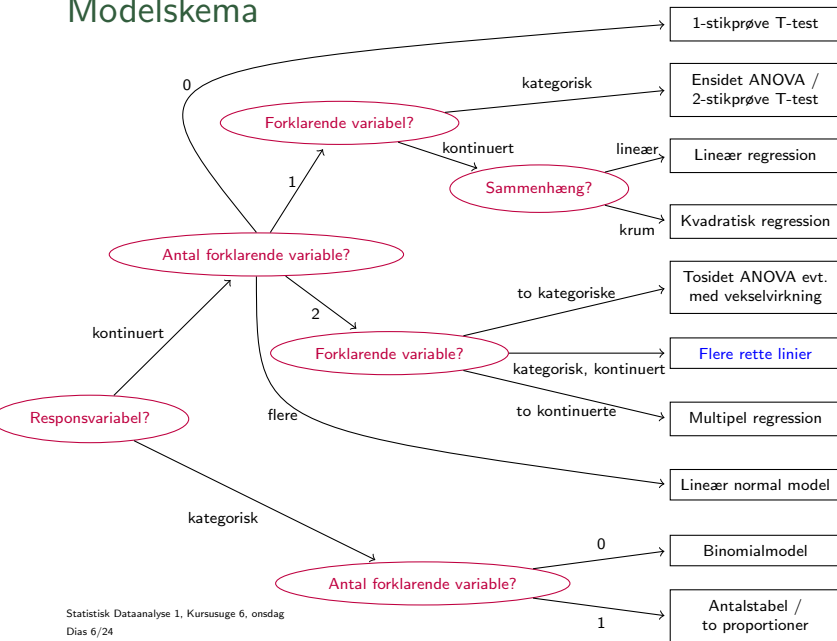 Modelskema
1-stikprøve T-test
0
kategorisk
Ensidet ANOVA /
2-stikprøve T-test
Forklarende variabel?
kontinuert
lineær
Lineær regression
1
Sammenhæng?
krum
Kvadratisk regression
Antal forklarende variable?
to kategoriske
Tosidet ANOVA evt.
med vekselvirkning
2
kontinuert
Forklarende variable?
kategorisk, kontinuert
Flere rette linier
Responsvariabel?
flere
to kontinuerte
Multipel regression
Lineær normal model
kategorisk
0
Binomialmodel
Antal forklarende variable?
1
Antalstabel /
to proportioner
Statistisk Dataanalyse 1, Kursusuge 6, onsdag
Dias 6/24